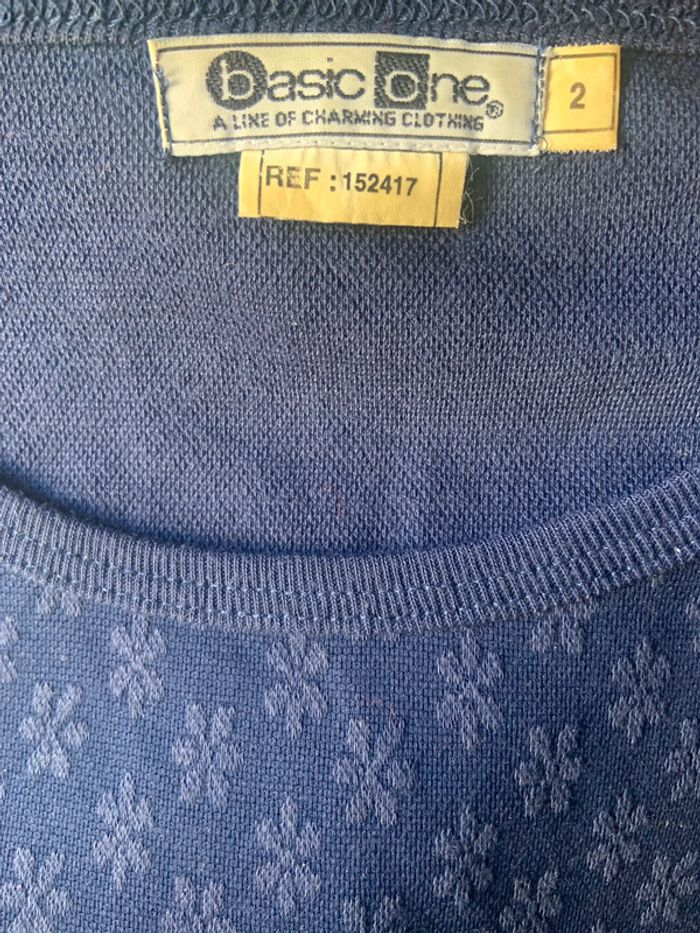 basic one®
A LINE OF CHARMING CLOTHING
2
REF : 152417